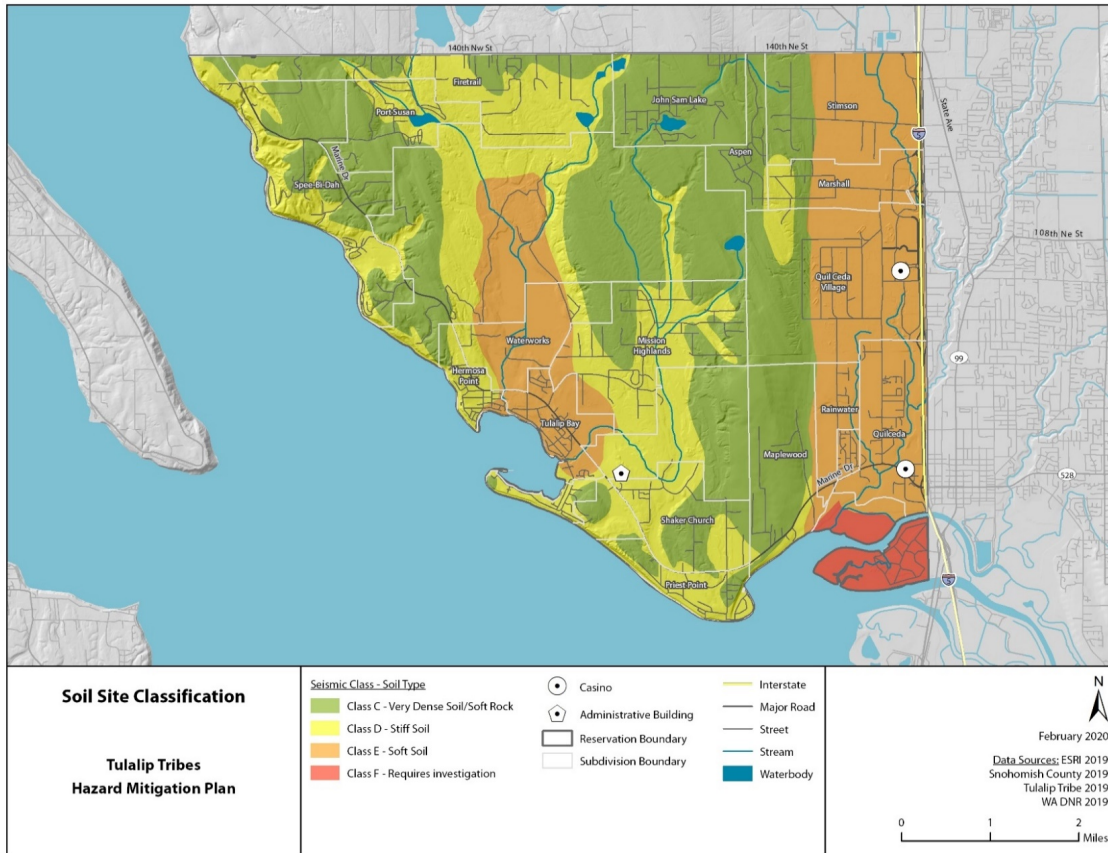 140th Nw St
140th Ne St
Firetrail
Port Susan
John Sam Lake
Stimson
State Ave
5
Marine Dr
Aspen
Spee-Bi-Dah
Marshall
108th Ne St
Quil Ceda
Village
Waterworks
Mission
Highlands
99
Hermosa
Point
Rainwater
Tulalip Bay
Quilceda
Maplewood
Marine Dr
528
Shaker Church
Priest Point
5
Soil Site Classification
Tulalip Tribes
Hazard Mitigation Plan
Seismic Class - Soil Type
Class C - Very Dense Soil/Soft Rock
Class D - Stiff Soil
Class E - Soft Soil
Class F - Requires investigation
Casino
Administrative Building
Reservation Boundary
Subdivision Boundary
Interstate
Major Road
Street
Stream
Waterbody
N
February 2020
Data Sources: ESRI 2019
Snohomish County 2019
Tulalip Tribe 2019
WA DNR 2019
0 1 2
Miles